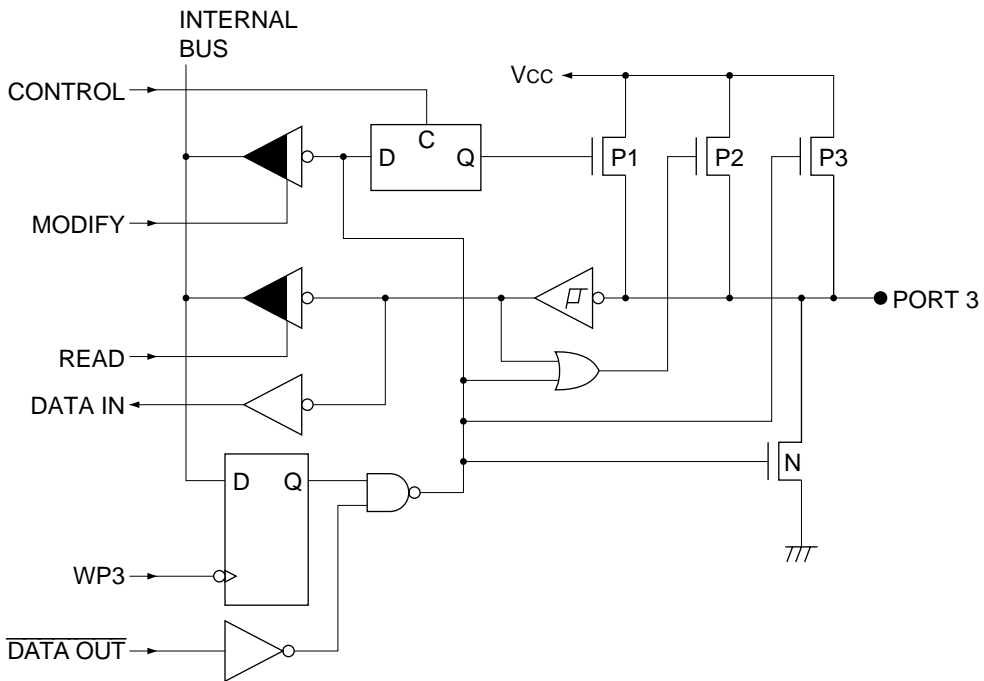 INTERNAL
BUS
VCC
CONTROL
C
D
Q
P1
P2
P3
MODIFY
PORT 3
READ
DATA IN
N
D
Q
WP3
DATA OUT